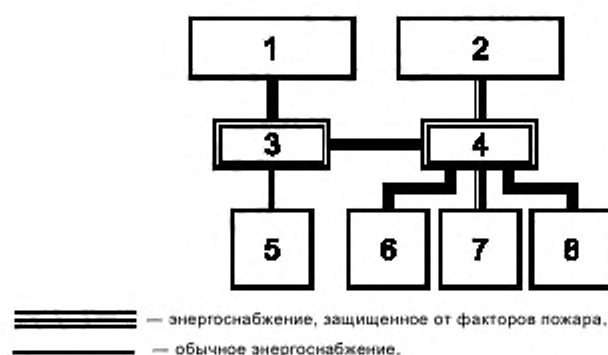 1 2
3 4
5 6 7 8
— энергоснабжение, защищенное от факторов пожара,
— обычное энергоснабжение.